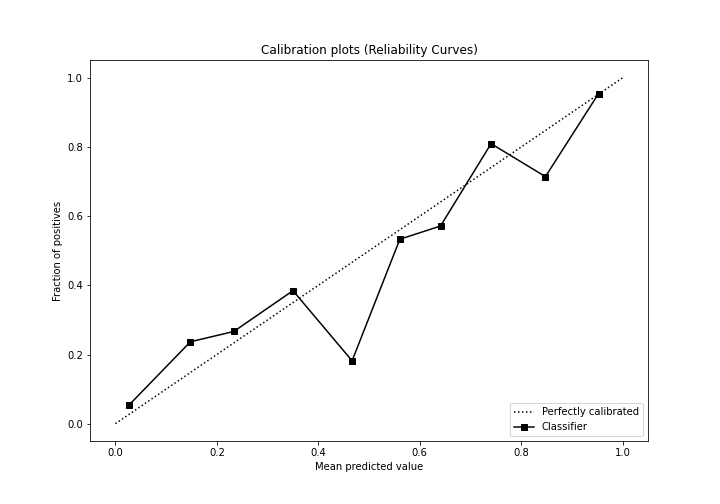 Calibration plots (Reliability Curves)
Fraction of positives
1.0
0.8
0.6
0.4
0.2
0.0
0.0 0.2 0.4 0.6 0.8 1.0
Mean predicted value
Perfectly calibrated
Classifier